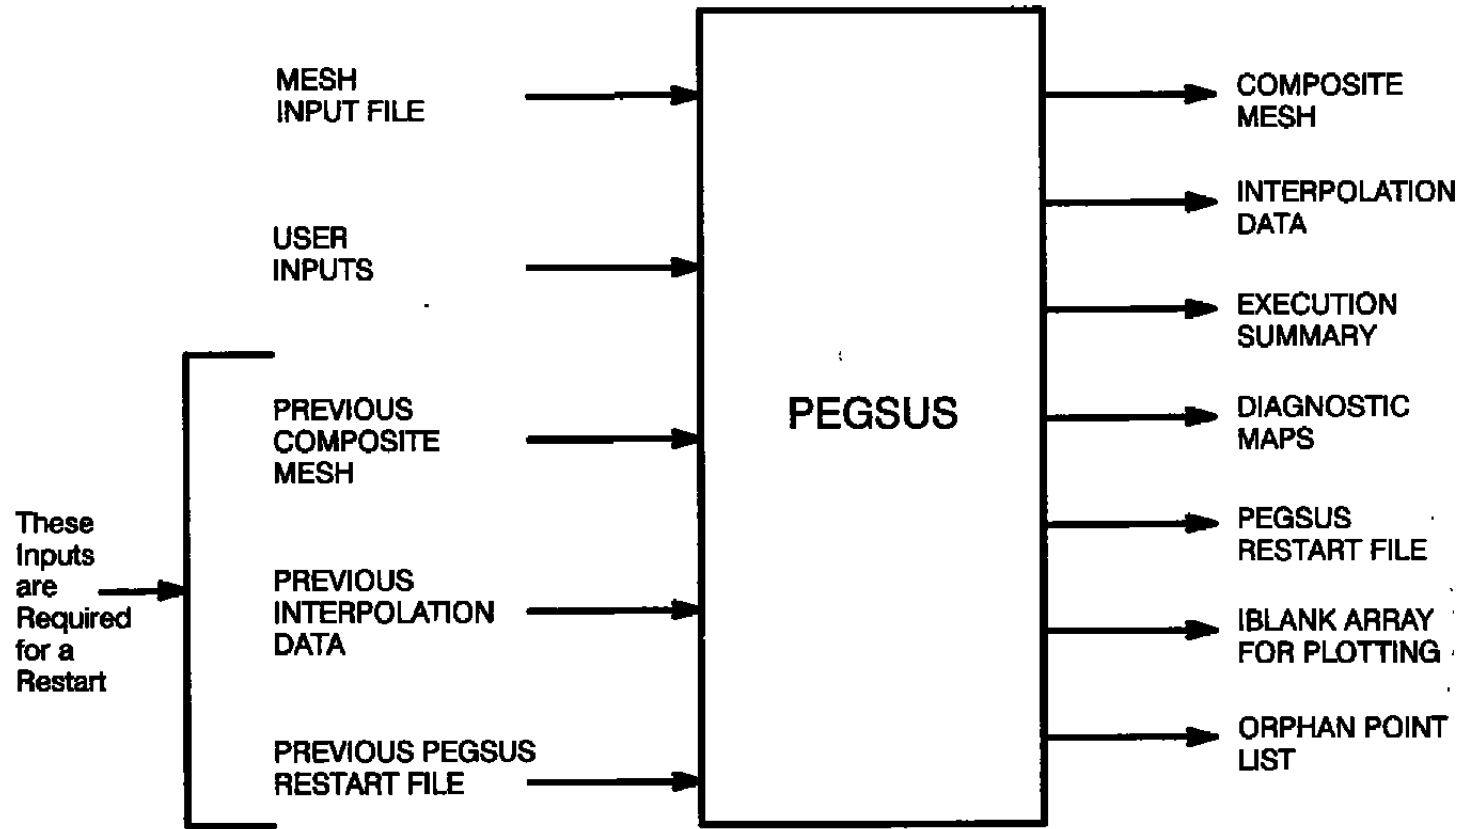 MESH
INPUT FILE
USER
INPUTS
PREVIOUS
COMPOSITE
MESH
These
Inputs
are
Required
for a
Restart
PREVIOUS
INTERPOLATION
DATA
PREVIOUS PEGSUS
RESTART FILE
PEGSUS
COMPOSITE
MESH
INTERPOLATION
DATA
EXECUTION
SUMMARY
DIAGNOSTIC
MAPS
PEGSUS
RESTART FILE
IBLANK ARRAY
FOR PLOTTING
ORPHAN POINT
LIST